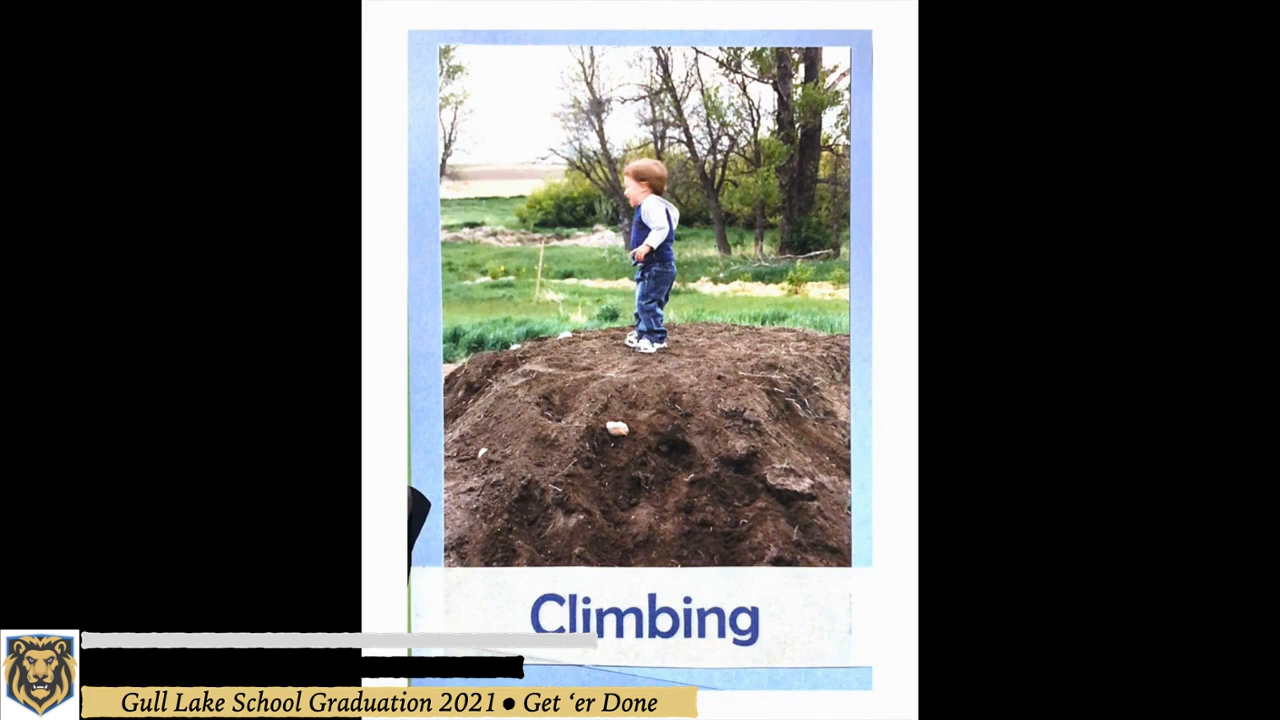 Climbing
Gull Lake School Graduation 2021 • Get ‘er Done